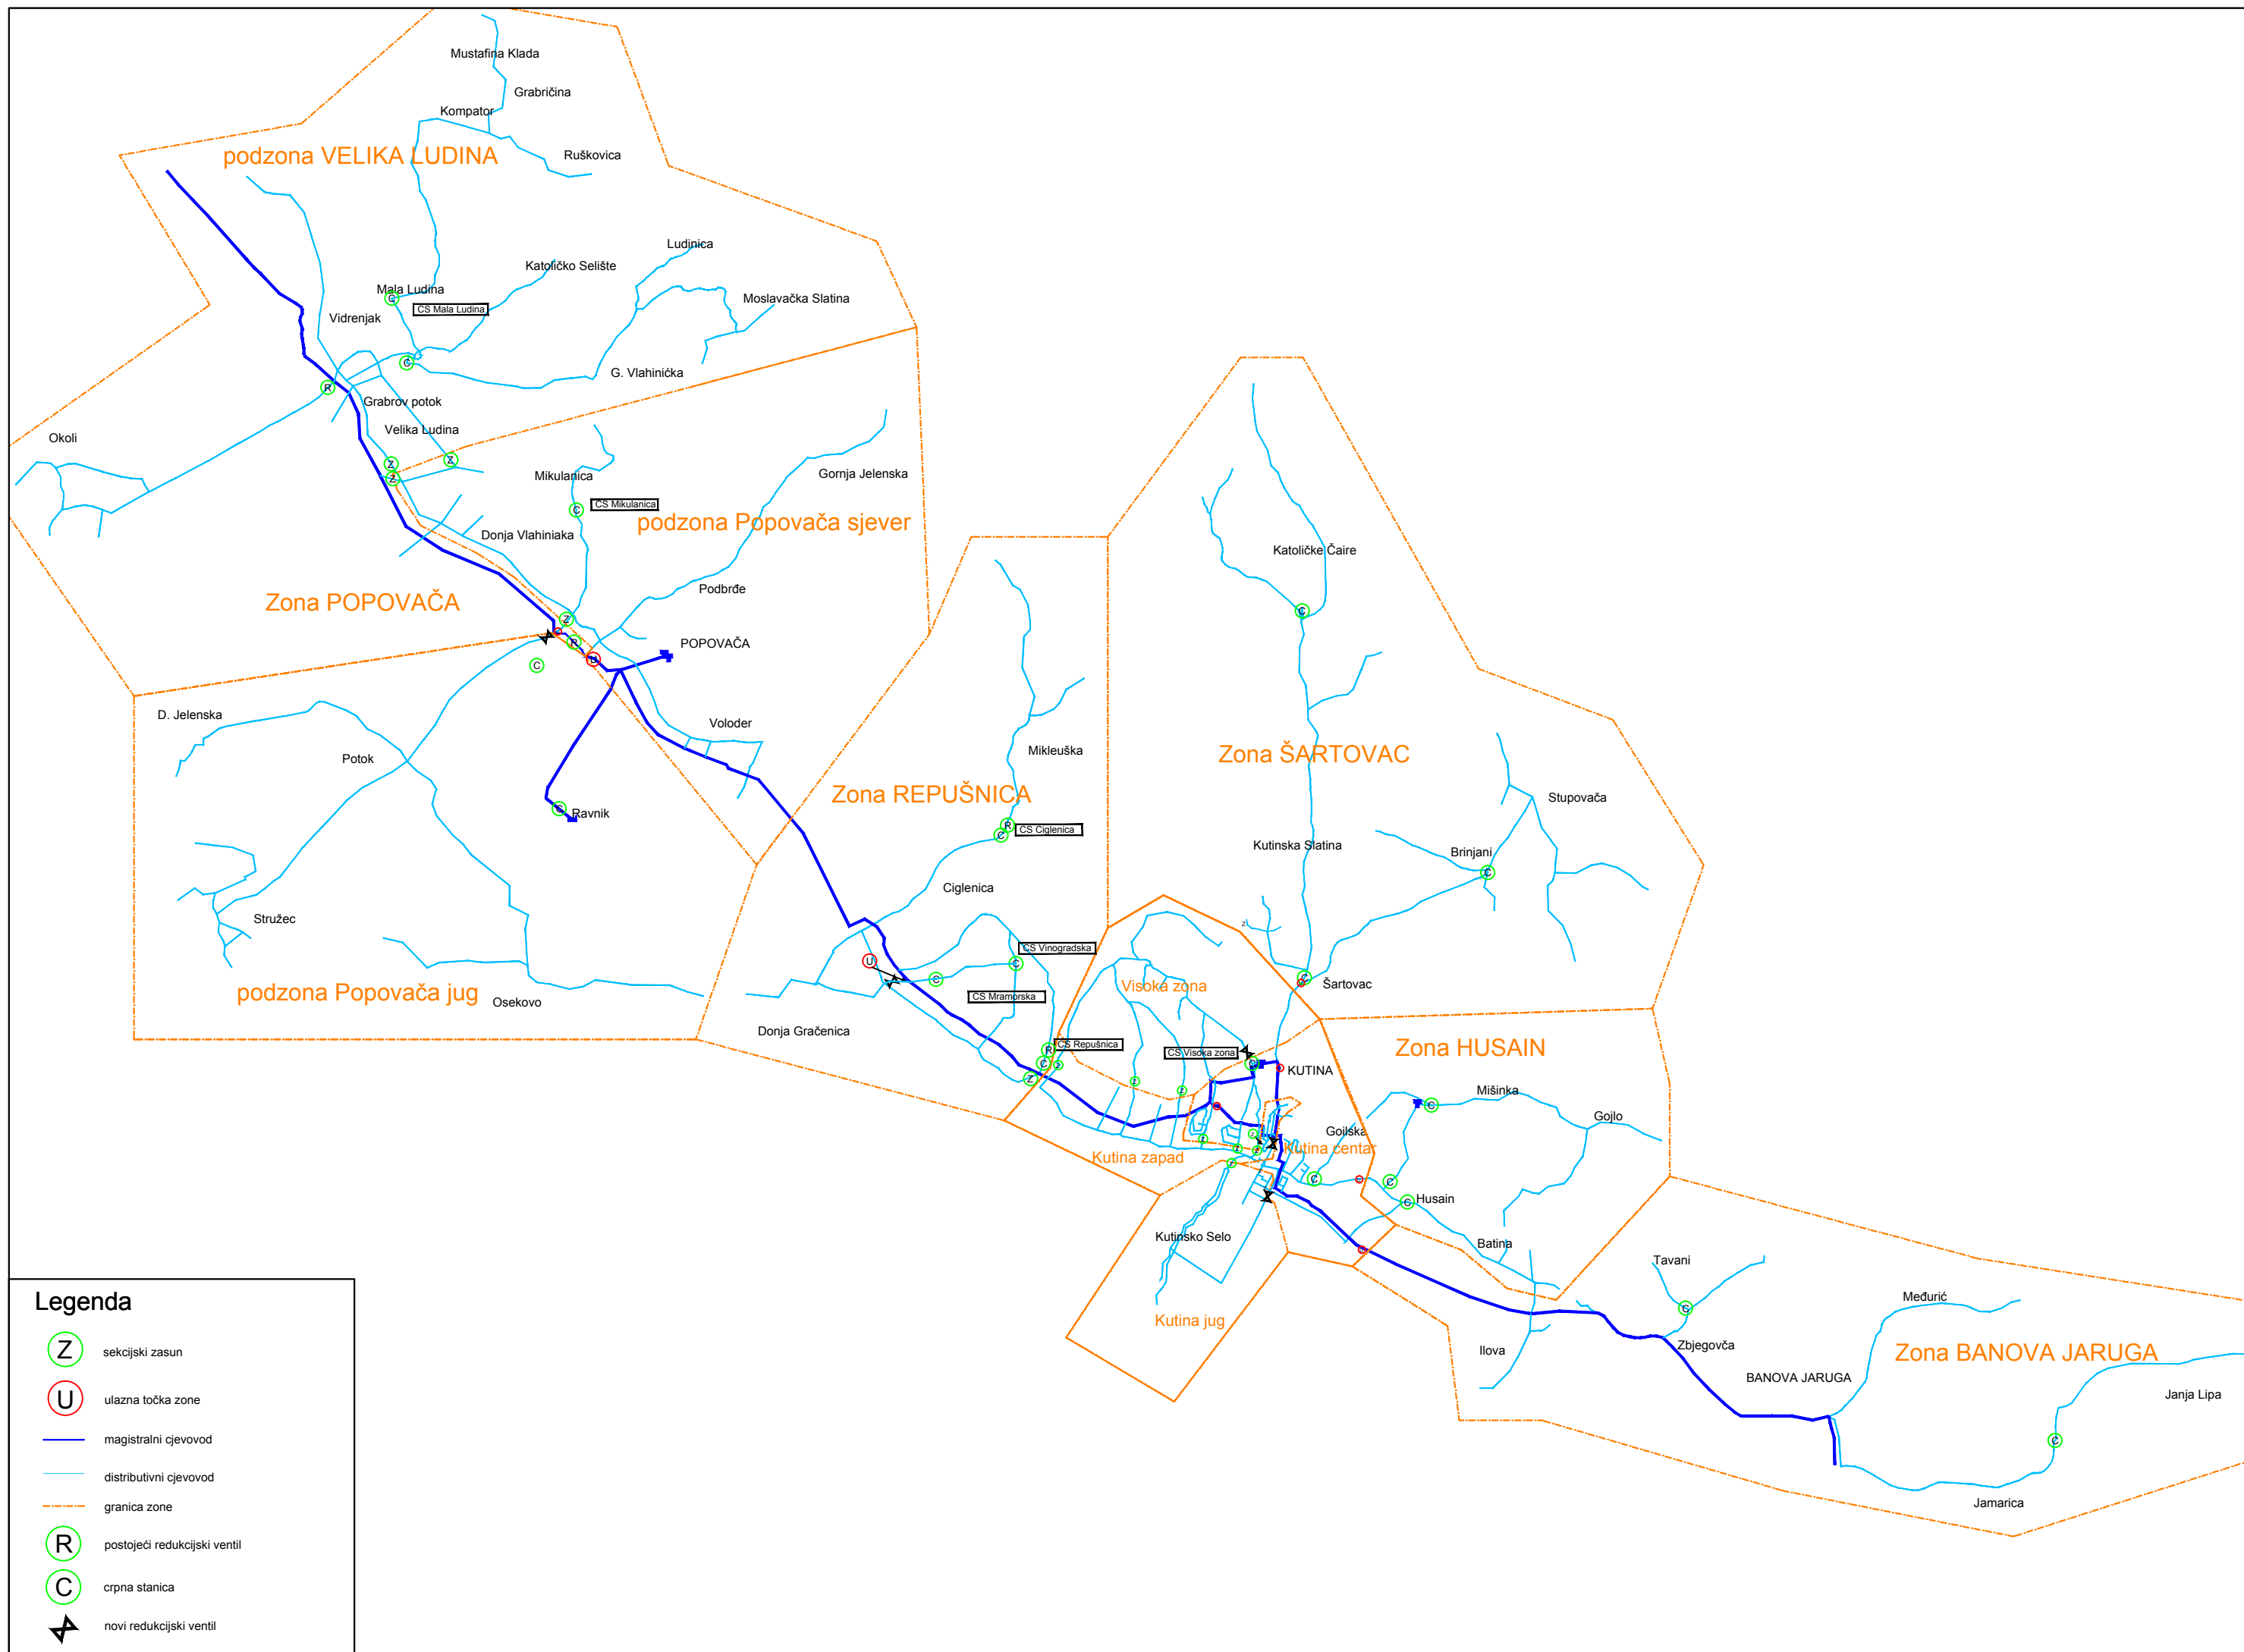 Mustafina Klada
Grabričina
Kompator
podzona VELIKA LUDINA
Ruškovica
Ludinica
Katoličko Selište
Mala Ludina
C
CS Mala Ludina
Moslavačka Slatina
Vidrenjak
C
G. Vlahinićka
R
Grabrov potok
Velika Ludina
Okoli
Z
Z
Z
Mikulanica
Gornja Jelenska
C
CS Mikulanica
podzona Popovača sjever
Donja Vlahiniaka
Katoličke Čaire
Podbrđe
Zona POPOVAČA
C
Z
R
POPOVAČA
U
C
D. Jelenska
Voloder
Potok
Mikleuška
Zona ŠARTOVAC
Zona REPUŠNICA
Stupovača
C
Ravnik
R
C
CS Ciglenica
Kutinska Slatina
Brinjani
C
Ciglenica
Stružec
z
CS Vinogradska
U
C
C
C
Šartovac
Visoka zona
podzona Popovača jug
CS Mramorska
Osekovo
Donja Gračenica
R
CS Repušnica
CS Visoka zona
Zona HUSAIN
C
z
Z
z
z
KUTINA
Mišinka
C
Gojlo
z
z
z
z
z
Goilska
Kutina centar
Kutina zapad
C
C
C
Husain
Kutinsko Selo
Batina
Tavani
Kutina jug
C
Međurić
Zbjegovča
Ilova
Zona BANOVA JARUGA
BANOVA JARUGA
Janja Lipa
C
Jamarica
Legenda
Z
sekcijski zasun
U
ulazna točka zone
magistralni cjevovod
distributivni cjevovod
granica zone
R
postojeći redukcijski ventil
C
crpna stanica
novi redukcijski ventil